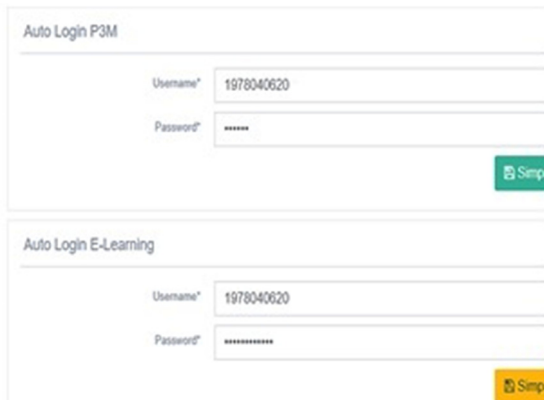 Auto Login P3M
Username* 1978040620
Password* ••••••
Simp
Auto Login E-Learning
Username* 1978040620
Password* ••••••••••••
Simp